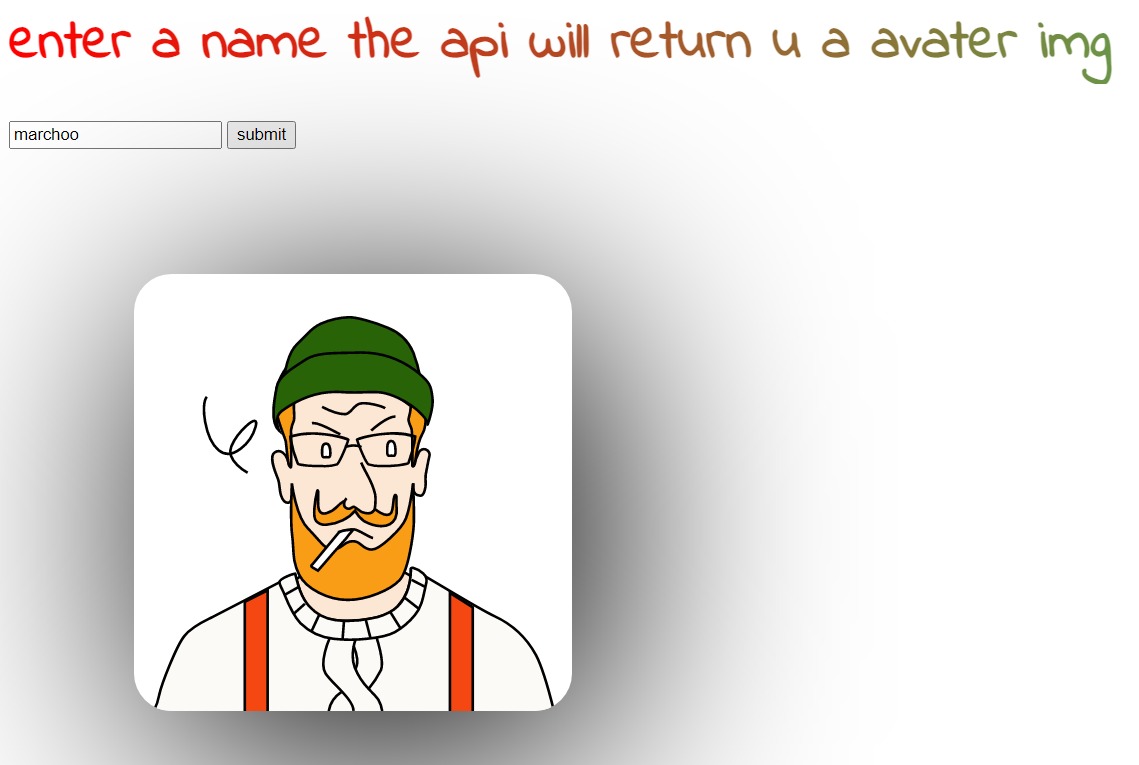 enter a name the api will return u a avater img
marchoo submit